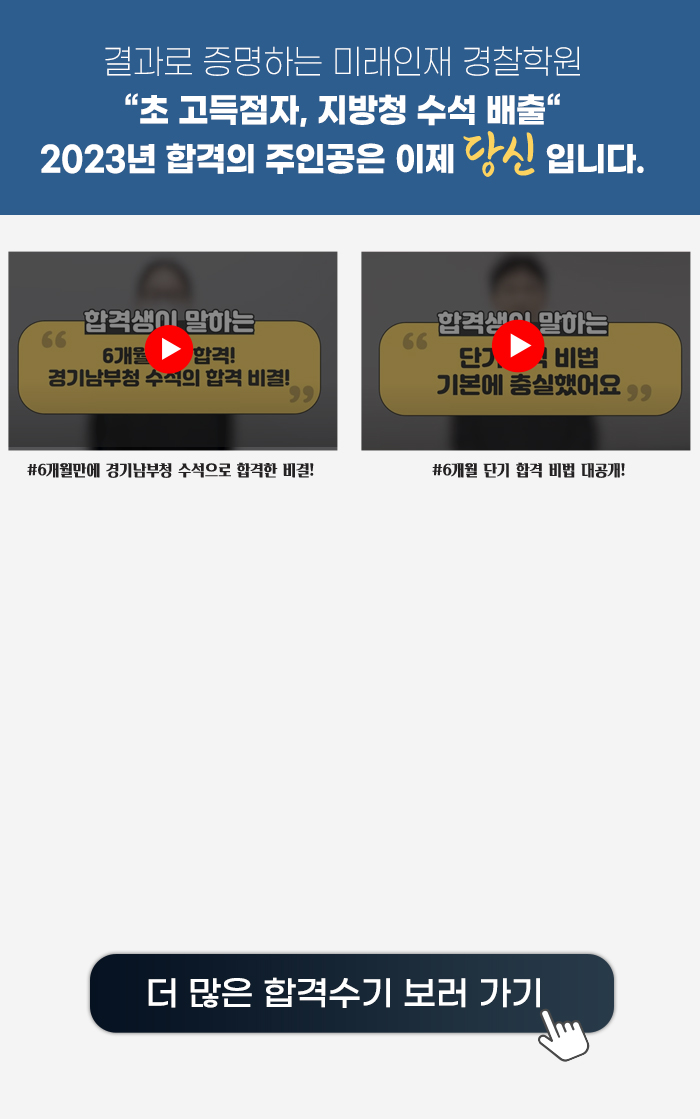 결과로 증명하는 미래인재 경찰학원
“초 고득점자, 지방청 수석 배출“
2023년 합격의 주인공은 이제 당신 입니다.
합격생이 말하는
합격생이 말하는
“ 6개월 합격!
경기남부청 수석의 합격 비결! ”
“ 비법
기본에 충실했어요 ”
#6개월만에 경기남부청 수석으로 합격한 비결!
#6개월 단기 합격 비법 대공개!
더 많은 합격수기 보러 가기